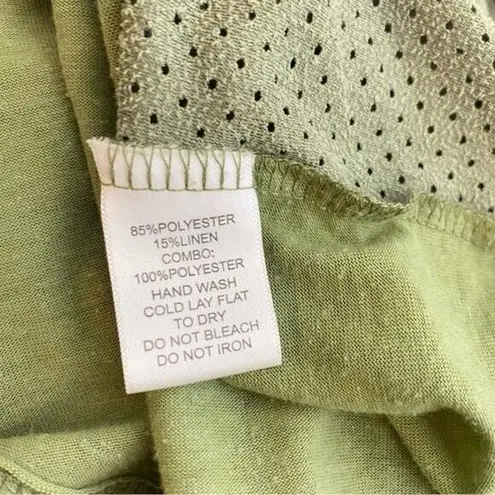 85%POLYESTER
15%LINEN
COMBO:
100%POLYESTER
HAND WASH
COLD LAY FLAT
TO DRY
DO NOT BLEACH
DO NOT IRON